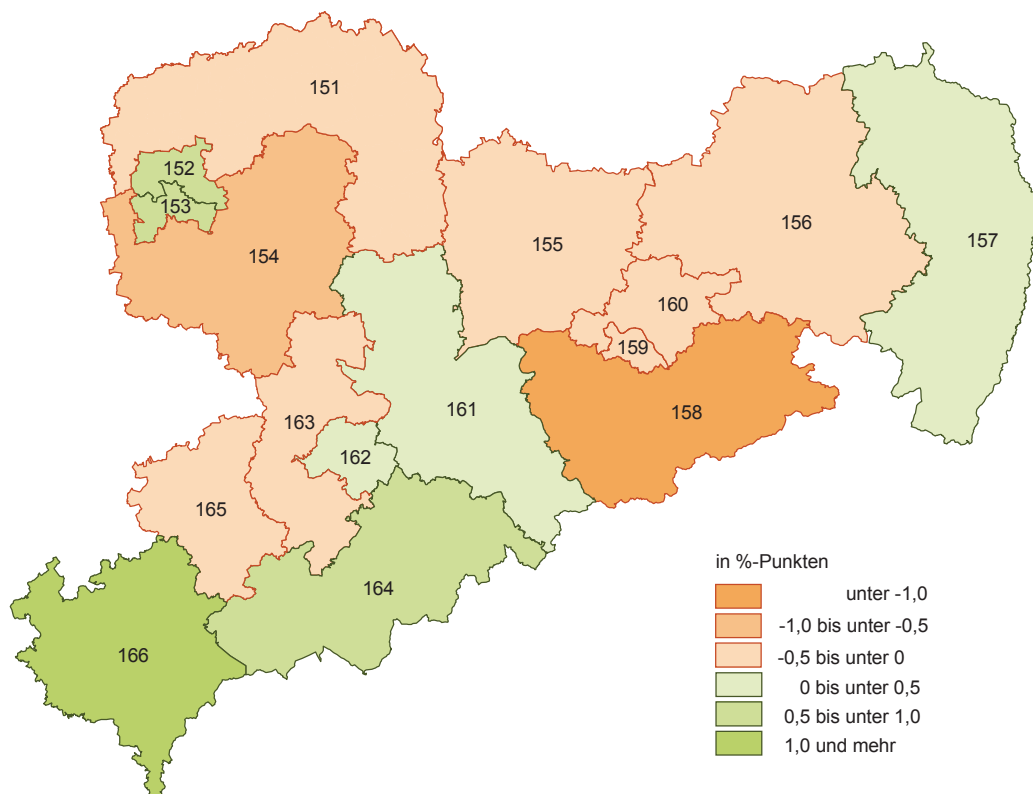 151
152
153
154
155
156
157
160
159
158
161
163
162
165
164
166
in %-Punkten
unter -1,0
-1,0 bis unter -0,5
-0,5 bis unter 0
0 bis unter 0,5
0,5 bis unter 1,0
1,0 und mehr